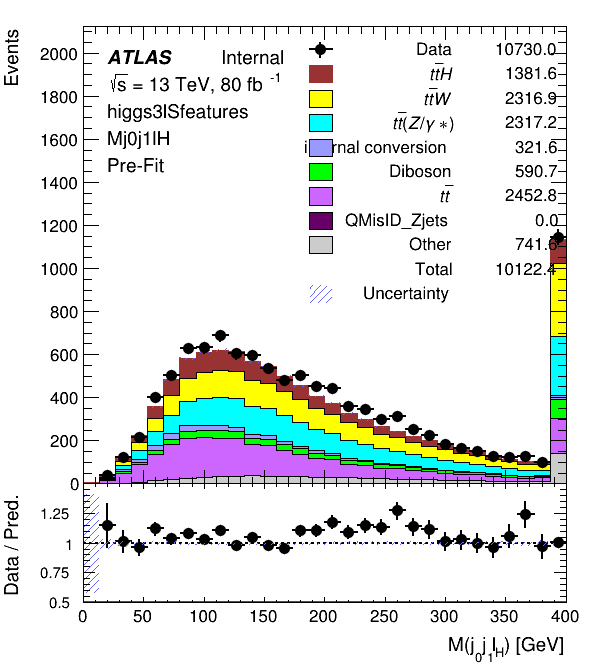 Events
2000
1800
1600
1400
1200
1000
800
600
400
200
0
ATLAS Internal
√s = 13 TeV, 80 fb⁻¹
higgs3lSfeatures
Mj0j1lH
Pre-Fit
Data 10730.0
tt̄H 1381.6
tt̄W 2316.9
tt̄(Z/γ*) 2317.2
internal conversion 321.6
Diboson 590.7
tt̄ 2452.8
QMisID_Zjets 0.0
Other 741.6
Total 10122.4
Uncertainty
Data / Pred.
1.25
1
0.75
0.5
0 50 100 150 200 250 300 350 400
M(j₀j₁l_H) [GeV]